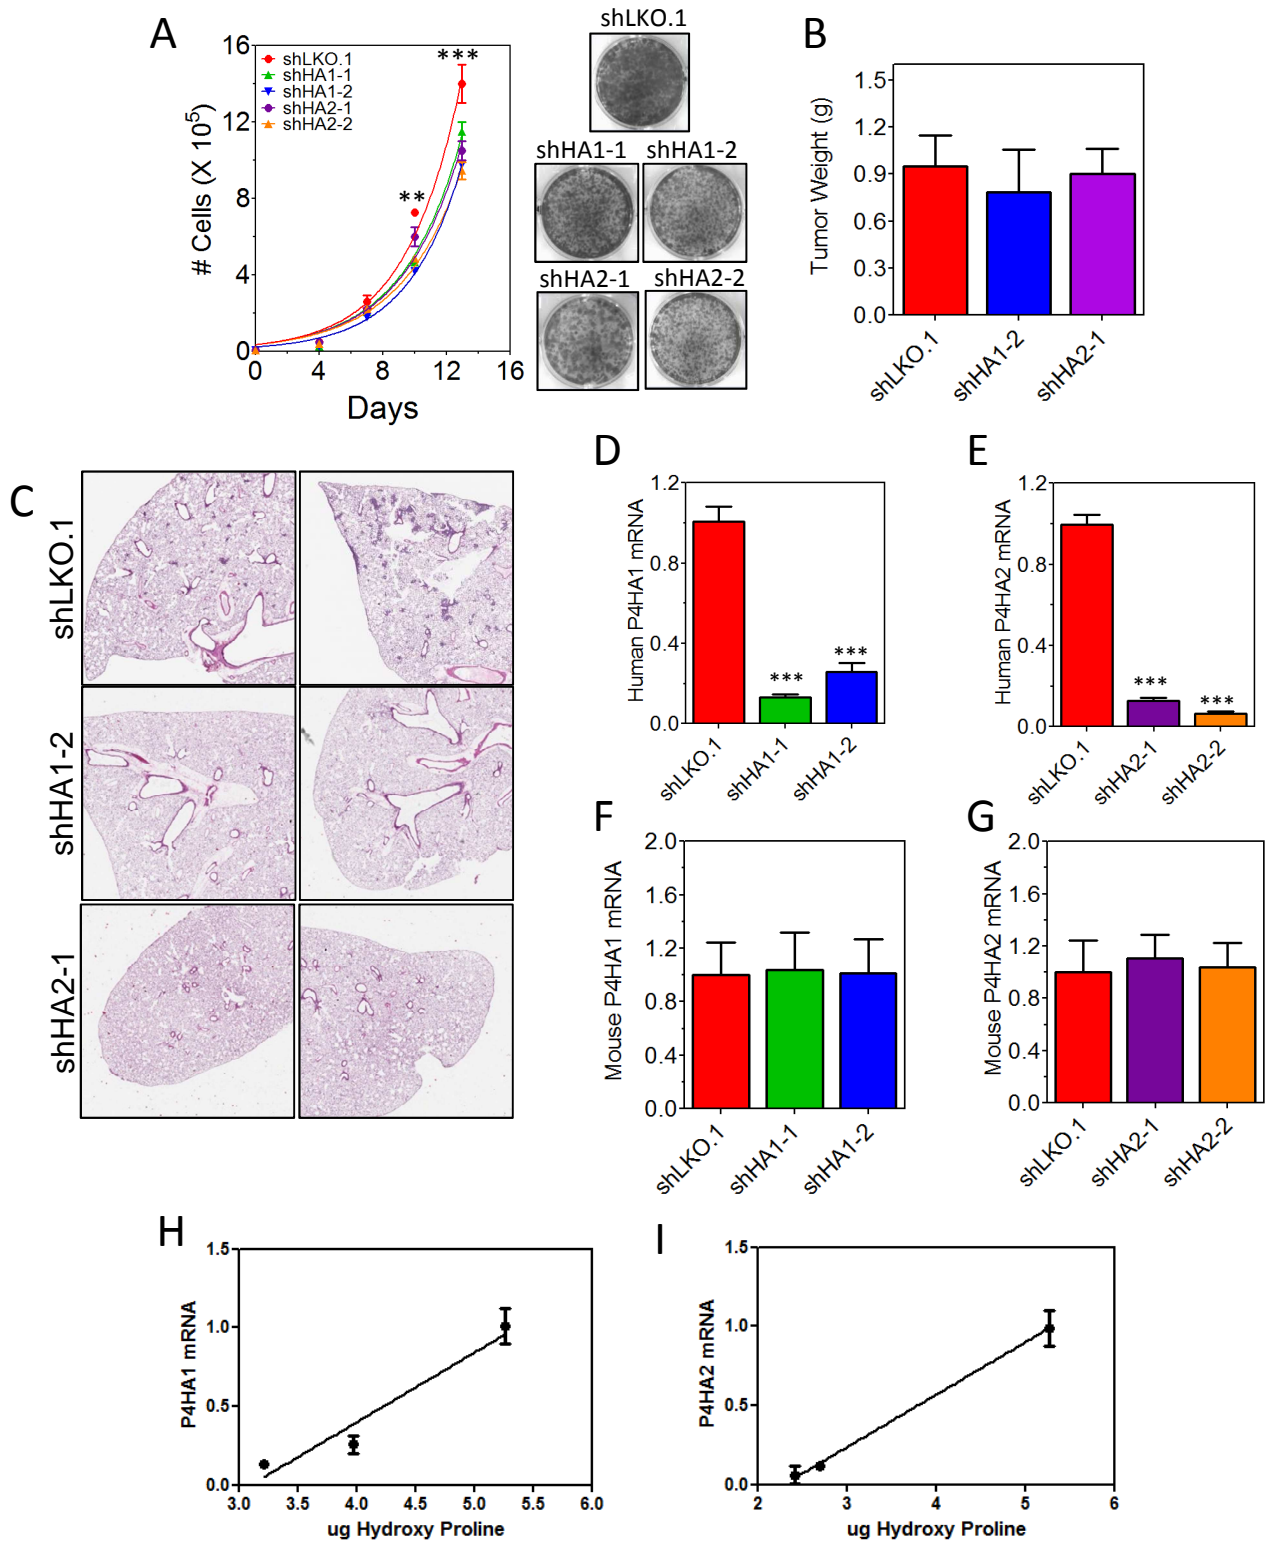 A
16
12
8
4
0
# Cells (X 10⁵)
shLKO.1
shHA1-1
shHA1-2
shHA2-1
shHA2-2
**
***
0 4 8 12 16
Days
shLKO.1
shHA1-1 shHA1-2
shHA2-1 shHA2-2
B
1.5
1.2
0.9
0.6
0.3
0.0
Tumor Weight (g)
shLKO.1 shHA1-2 shHA2-1
C
shLKO.1
shHA1-2
shHA2-1
D
1.2
0.8
0.4
0.0
Human P4HA1 mRNA
*** ***
shLKO.1 shHA1-1 shHA1-2
E
1.2
0.8
0.4
0.0
Human P4HA2 mRNA
*** ***
shLKO.1 shHA2-1 shHA2-2
F
2.0
1.6
1.2
0.8
0.4
0.0
Mouse P4HA1 mRNA
shLKO.1 shHA1-1 shHA1-2
G
2.0
1.6
1.2
0.8
0.4
0.0
Mouse P4HA2 mRNA
shLKO.1 shHA2-1 shHA2-2
H
1.5
1.0
0.5
0.0
P4HA1 mRNA
3.0 3.5 4.0 4.5 5.0 5.5 6.0
ug Hydroxy Proline
I
1.5
1.0
0.5
0.0
P4HA2 mRNA
2 3 4 5 6
ug Hydroxy Proline